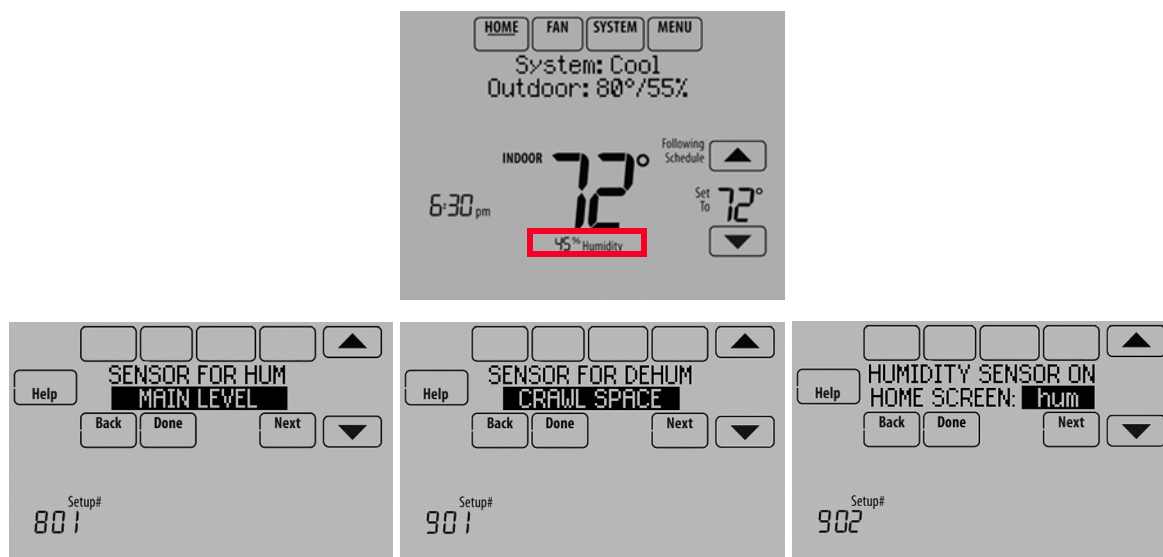 HOME FAN SYSTEM MENU
System: Cool
Outdoor: 80°/55%
Following
Schedule
INDOOR 72°
Set
To 72°
6:30 pm
45% Humidity
SENSOR FOR HUM
Help MAIN LEVEL
Back Done Next
Setup#
801
SENSOR FOR DEHUM
Help CRAWL SPACE
Back Done Next
Setup#
901
HUMIDITY SENSOR ON
Help HOME SCREEN: hum
Back Done Next
Setup#
902